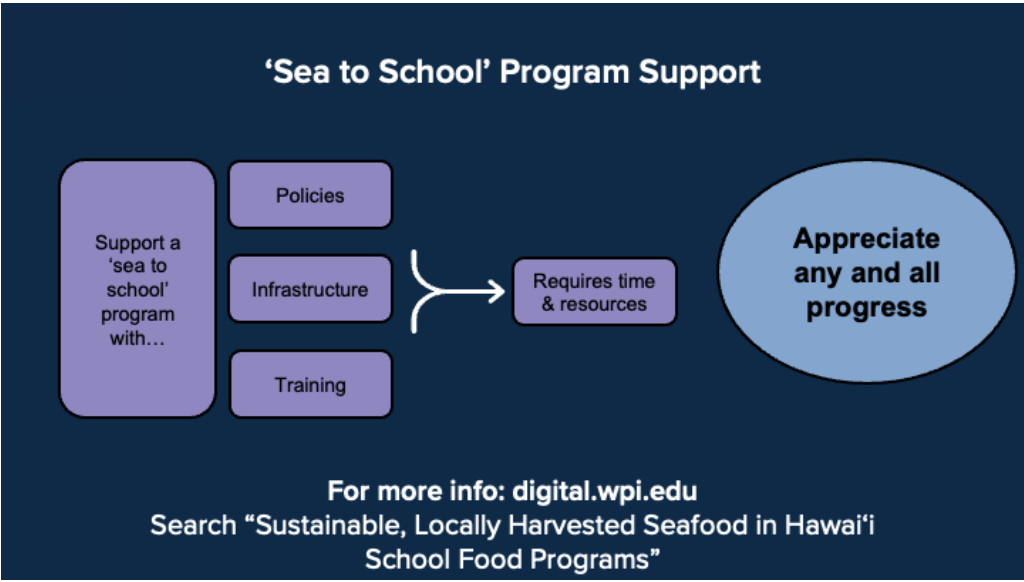 ‘Sea to School’ Program Support
Support a
‘sea to
school’
program
with…
Policies
Infrastructure
Training
Requires time
& resources
Appreciate
any and all
progress
For more info: digital.wpi.edu
Search “Sustainable, Locally Harvested Seafood in Hawai‘i
School Food Programs”